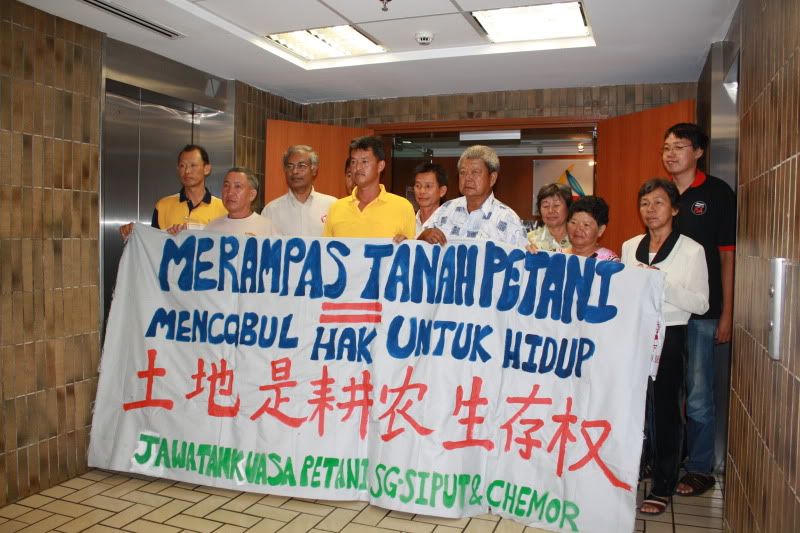 MERAMPAS TANAH PETANI
=
MENCQBUL HAK UNTUK HIDUP
土地是耕农生存权
JAWATANKUASA PETANI SG.SIPUT & CHEMOR